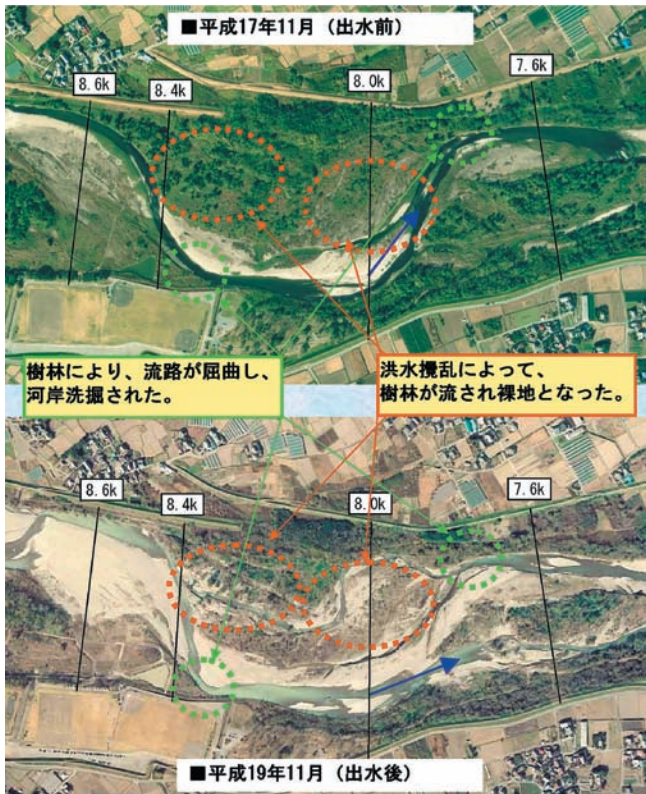 ■平成17年11月（出水前）
8.6k
8.4k
8.0k
7.6k
樹林により、流路が屈曲し、
河岸洗掘された。
洪水攪乱によって、
樹林が流され裸地となった。
8.6k
8.4k
8.0k
7.6k
■平成19年11月（出水後）